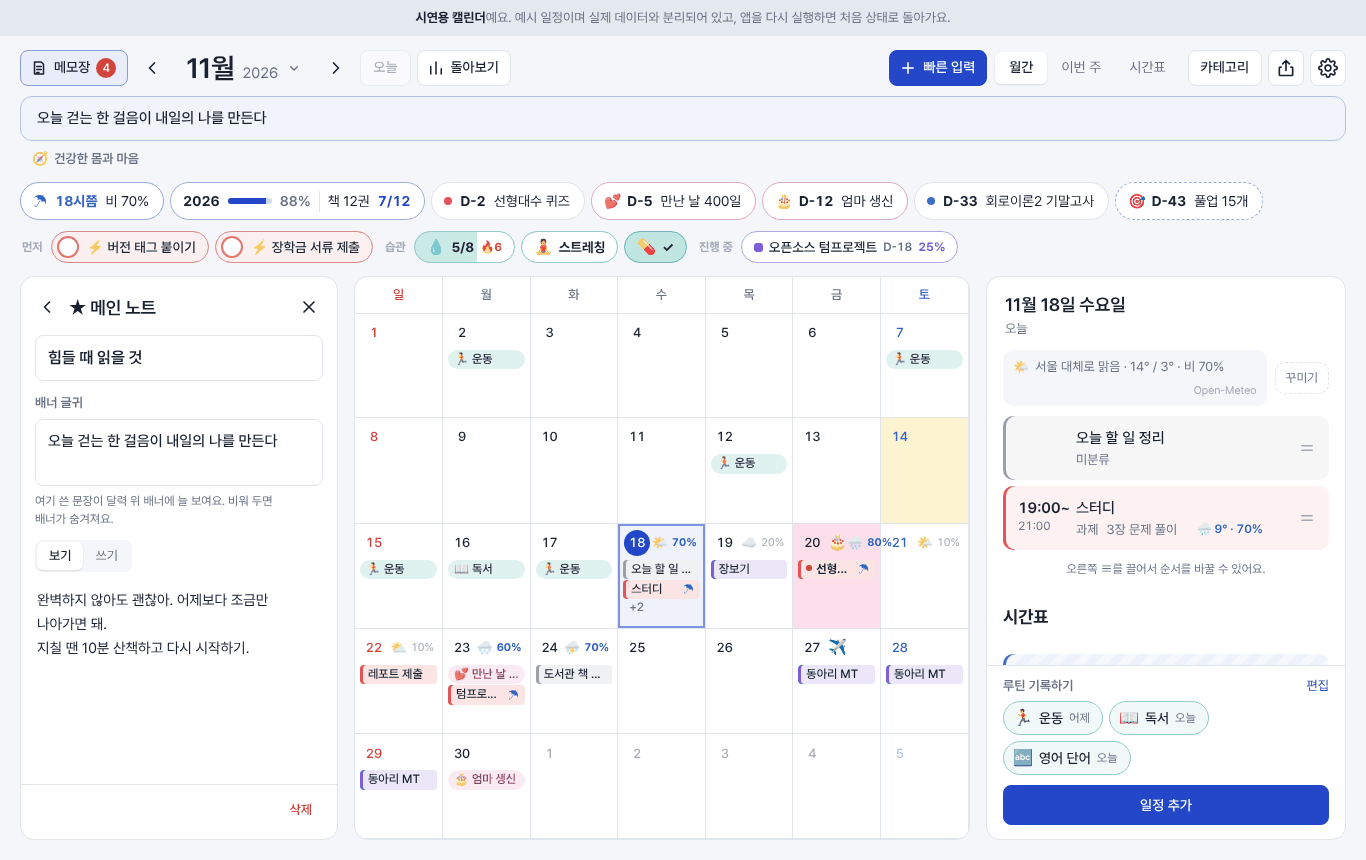 시연용 캘린더예요. 예시 일정이며 실제 데이터와 분리되어 있고, 앱을 다시 실행하면 처음 상태로 돌아가요.
메모장 4
11월 2026
오늘
돌아보기
빠른 입력
월간
이번 주
시간표
카테고리
오늘 걷는 한 걸음이 내일의 나를 만든다
건강한 몸과 마음
18시쯤 비 70%
2026 88% 책 12권 7/12
D-2 선형대수 퀴즈
D-5 만난 날 400일
D-12 엄마 생신
D-33 회로이론2 기말고사
D-43 풀업 15개
먼저
버전 태그 붙이기
장학금 서류 제출
습관
5/8 6
스트레칭
진행 중
오픈소스 텀프로젝트 D-18 25%
★ 메인 노트
힘들 때 읽을 것
배너 글귀
오늘 걷는 한 걸음이 내일의 나를 만든다
여기 쓴 문장이 달력 위 배너에 늘 보여요. 비워 두면
배너가 숨겨져요.
보기
쓰기
완벽하지 않아도 괜찮아. 어제보다 조금만
나아가면 돼.
지칠 땐 10분 산책하고 다시 시작하기.
삭제
일 월 화 수 목 금 토
1 2 3 4 5 6 7
운동 운동
8 9 10 11 12 13 14
운동
15 16 17 18 70% 19 20% 20 80% 21 10%
운동 독서 운동 오늘 할 일 ... 장보기 선형...
스터디
+2
22 10% 23 60% 24 70% 25 26 27 28
레포트 제출 만난 날 ... 도서관 책 ... 동아리 MT 동아리 MT
텀프로...
29 30 1 2 3 4 5
동아리 MT 엄마 생신
11월 18일 수요일
오늘
서울 대체로 맑음 · 14° / 3° · 비 70%
Open-Meteo
꾸미기
오늘 할 일 정리
미분류
19:00~ 스터디
21:00 과제 3장 문제 풀이 9° · 70%
오른쪽 ≡를 끌어서 순서를 바꿀 수 있어요.
시간표
루틴 기록하기
편집
운동 어제
독서 오늘
abc 영어 단어 오늘
일정 추가